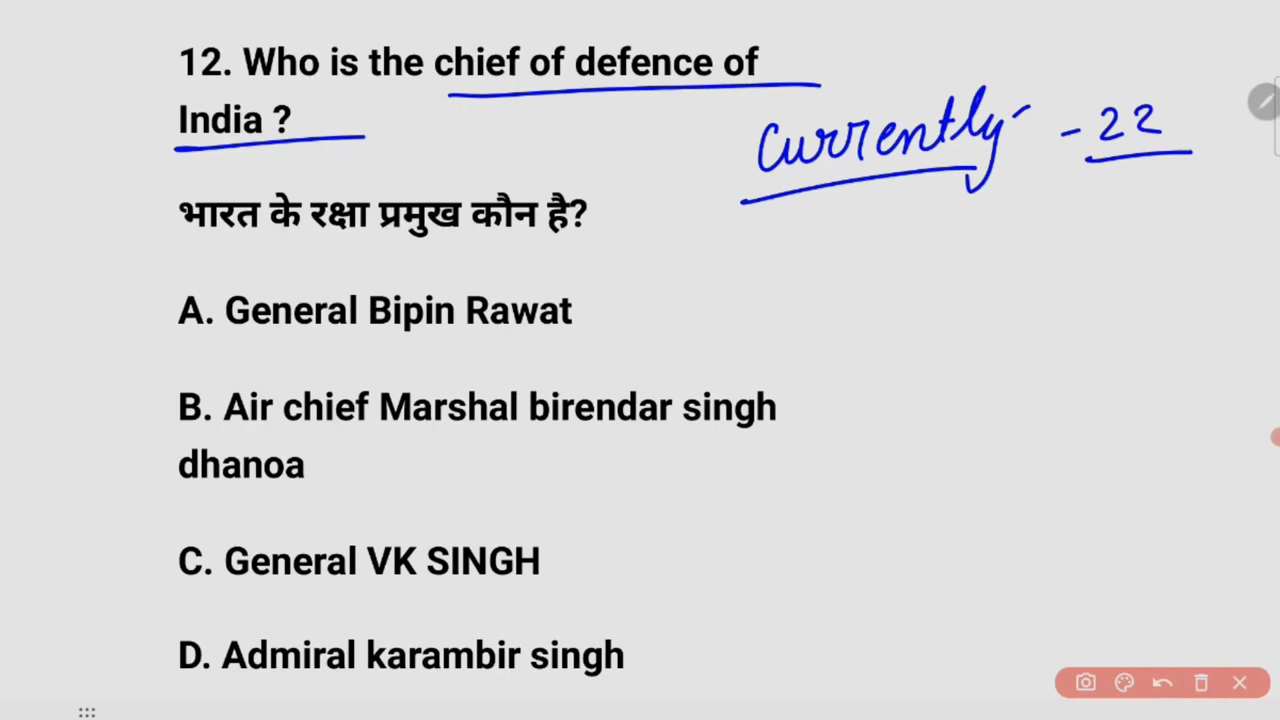 12. Who is the chief of defence of
India ?
Currently - 22
भारत के रक्षा प्रमुख कौन है?
A. General Bipin Rawat
B. Air chief Marshal birendar singh
dhanoa
C. General VK SINGH
D. Admiral karambir singh